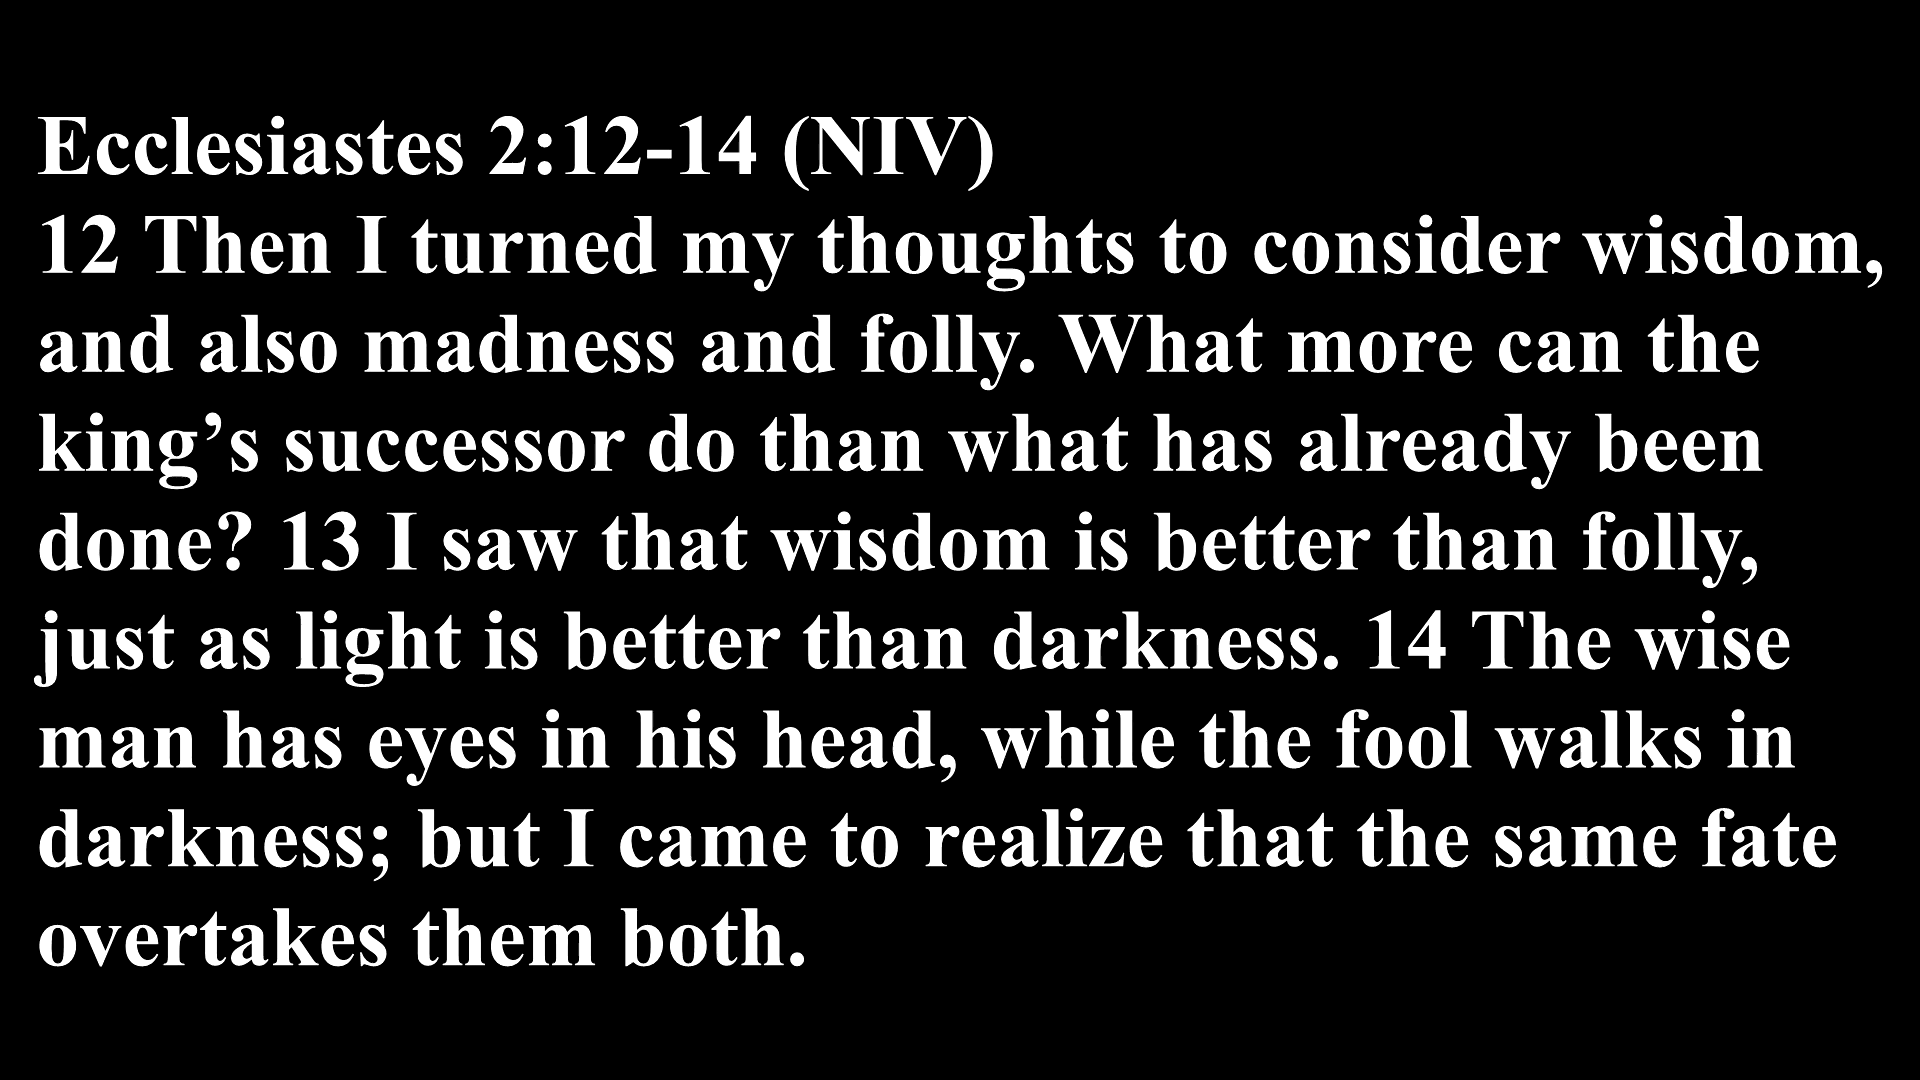 Ecclesiastes 2:12-14 (NIV)
12 Then I turned my thoughts to consider wisdom,
and also madness and folly. What more can the
king’s successor do than what has already been
done? 13 I saw that wisdom is better than folly,
just as light is better than darkness. 14 The wise
man has eyes in his head, while the fool walks in
darkness; but I came to realize that the same fate
overtakes them both.